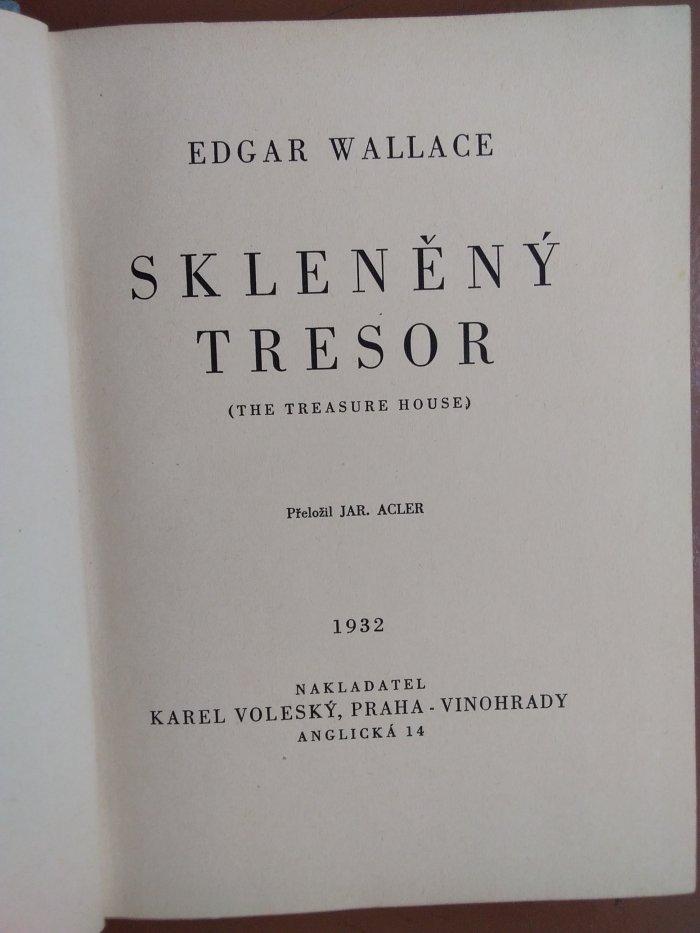 EDGAR WALLACE
SKLENĚNÝ
TRESOR
(THE TREASURE HOUSE)
Přeložil JAR. ACLER
1932
NAKLADATEL
KAREL VOLESKÝ, PRAHA - VINOHRADY
ANGLICKÁ 14